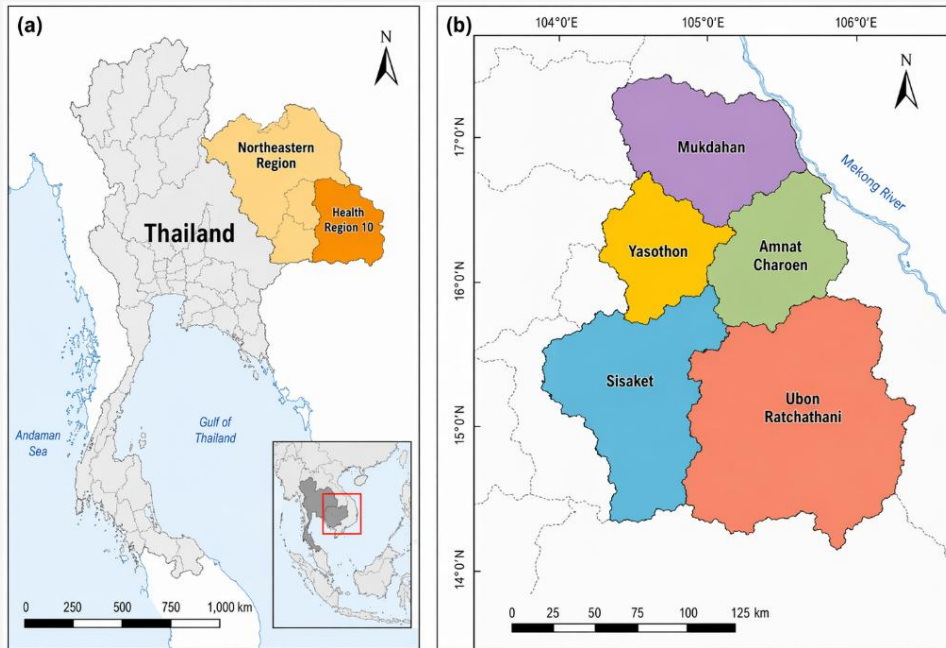 (a)
N
Northeastern
Region
Health
Region 10
Thailand
Andaman
Sea
Gulf of
Thailand
0 250 500 750 1,000 km
(b)
104°0'E 105°0'E 106°0'E
N
17°0'N
16°0'N
15°0'N
14°0'N
Mukdahan
Mekong River
Yasothon
Amnat
Charoen
Sisaket
Ubon
Ratchathani
0 25 50 75 100 125 km